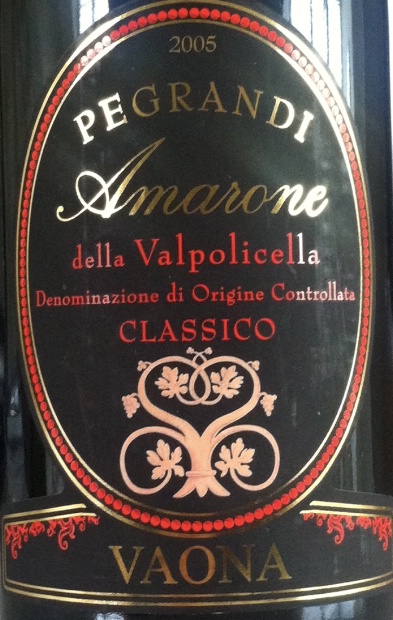 2005
PEGRANDI
Amarone
della Valpolicella
Denominazione di Origine Controllata
CLASSICO
VAONA